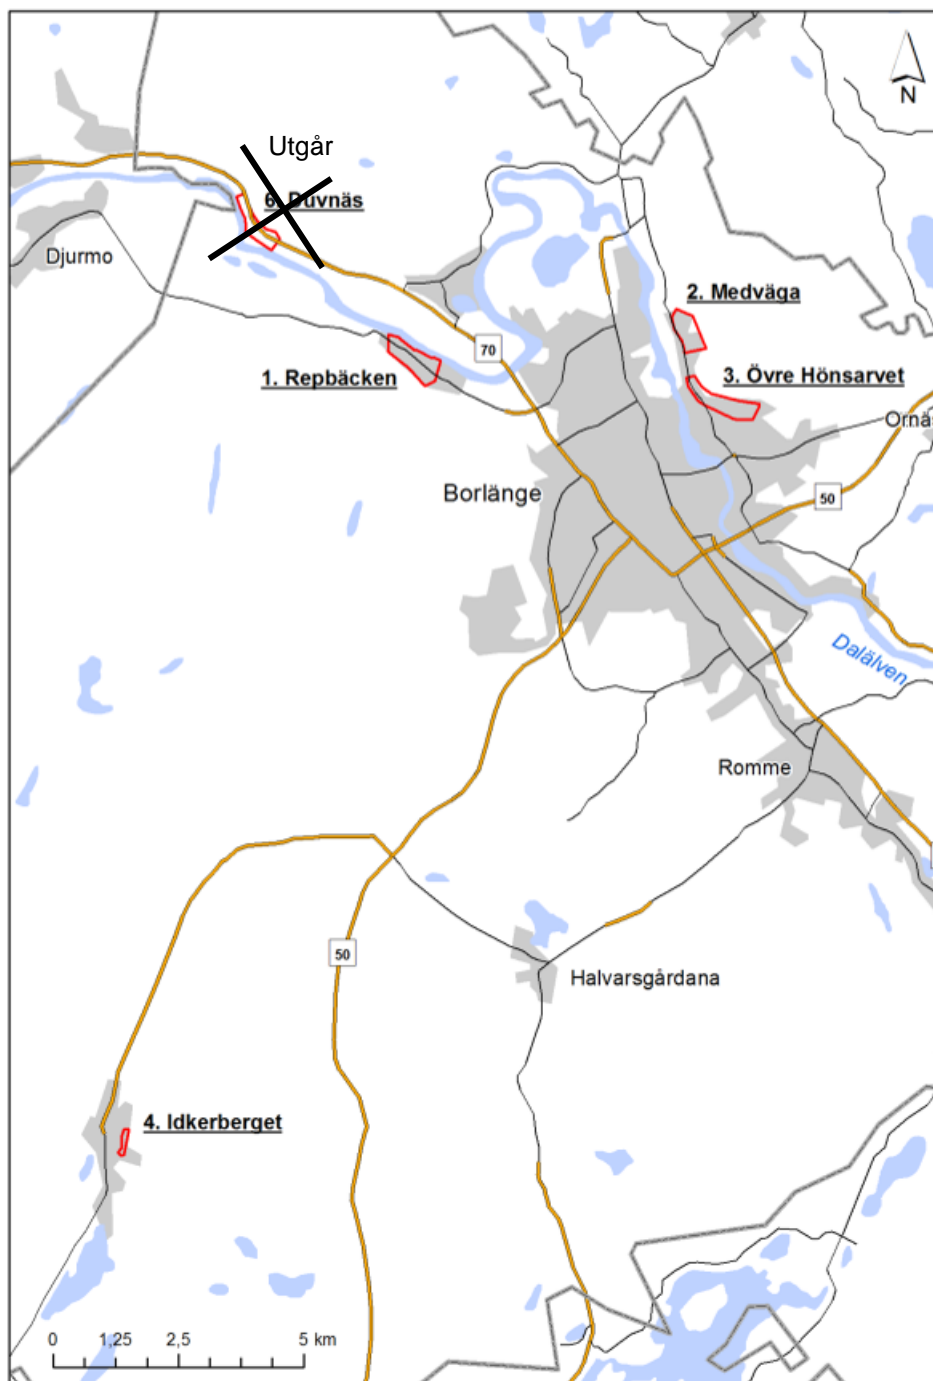 N
Utgår
6. Duvnäs
Djurmo
2. Medväga
70
1. Repbäcken
3. Övre Hönsarvet
Ornäs
Borlänge
50
Dalälven
Romme
50
Halvarsgårdana
4. Idkerberget
0 1,25 2,5 5 km